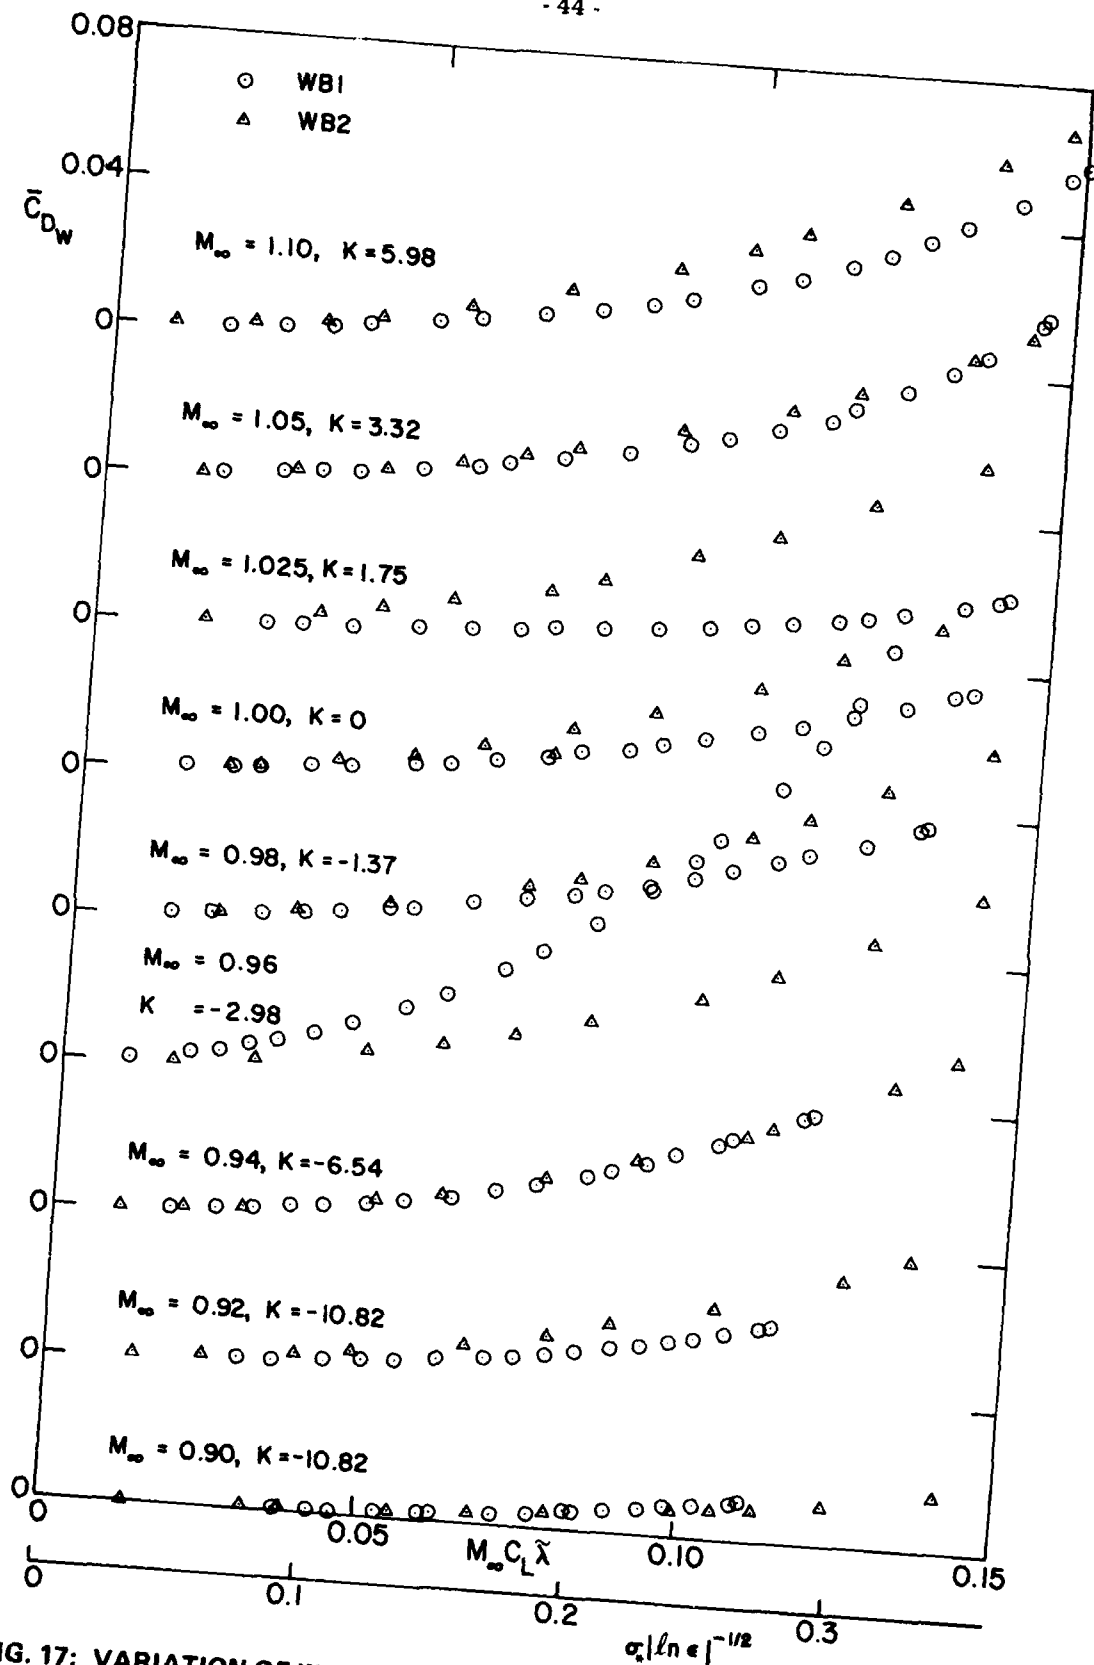 - 44 -
0.08
WB1
WB2
0.04
C̄_{D_W}
M∞ = 1.10, K = 5.98
0
M∞ = 1.05, K = 3.32
0
M∞ = 1.025, K = 1.75
0
M∞ = 1.00, K = 0
0
M∞ = 0.98, K = -1.37
0
M∞ = 0.96
K = -2.98
0
M∞ = 0.94, K = -6.54
0
M∞ = 0.92, K = -10.82
0
M∞ = 0.90, K = -10.82
0
0 0.05 0.10 0.15
M∞ C_L λ̃
0 0.1 0.2 0.3
σ* |ln ε|^{-1/2}
IG. 17: VARIATION OF